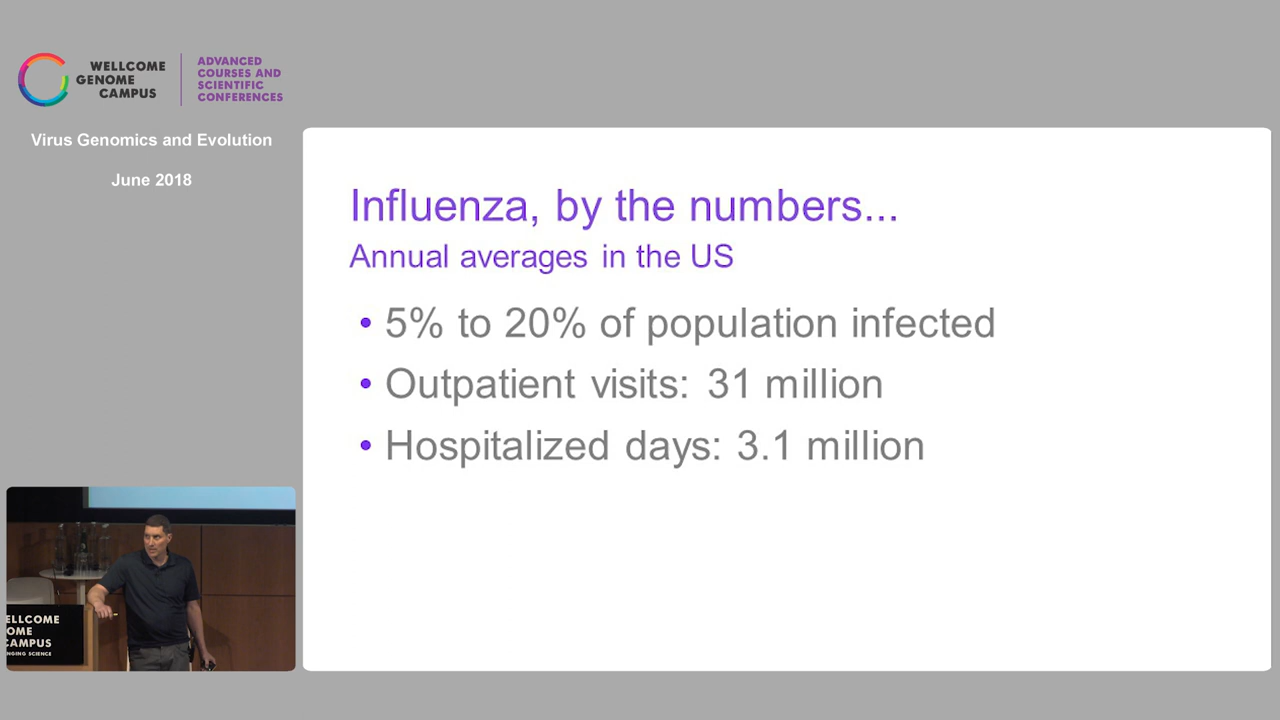 WELLCOME
GENOME
CAMPUS
ADVANCED
COURSES AND
SCIENTIFIC
CONFERENCES
Virus Genomics and Evolution
June 2018
Influenza, by the numbers...
Annual averages in the US
• 5% to 20% of population infected
• Outpatient visits: 31 million
• Hospitalized days: 3.1 million
ELLCOME
OME
CAMPUS
NGING SCIENCE